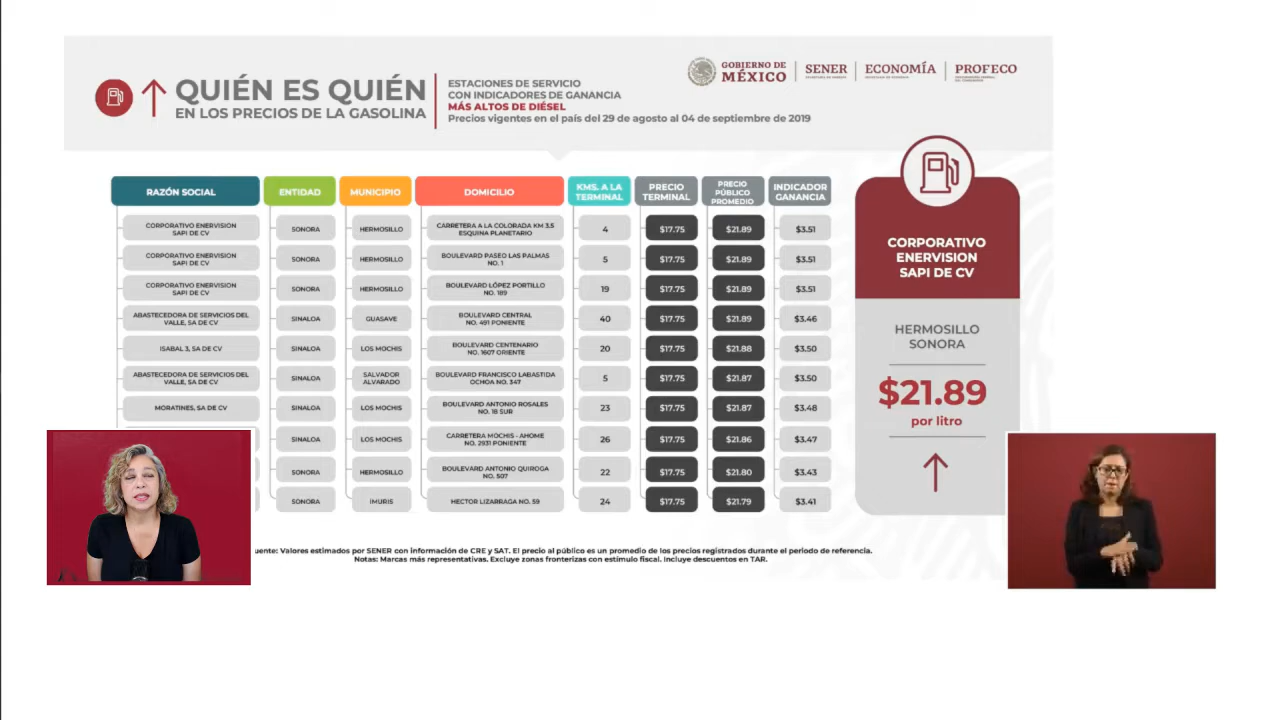 QUIÉN ES QUIÉN
EN LOS PRECIOS DE LA GASOLINA
ESTACIONES DE SERVICIO
CON INDICADORES DE GANANCIA
MÁS ALTOS DE DIÉSEL
Precios vigentes en el país del 29 de agosto al 04 de septiembre de 2019
GOBIERNO DE
MÉXICO
SENER
ECONOMÍA
PROFECO
RAZÓN SOCIAL ENTIDAD MUNICIPIO DOMICILIO KMS. A LA TERMINAL PRECIO TERMINAL PRECIO PÚBLICO PROMEDIO INDICADOR GANANCIA
CORPORATIVO ENERVISION SAPI DE CV SONORA HERMOSILLO CARRETERA A LA COLORADA KM 3.5 ESQUINA PLANETARIO 4 $17.75 $21.89 $3.51
CORPORATIVO ENERVISION SAPI DE CV SONORA HERMOSILLO BOULEVARD PASEO LAS PALMAS NO. 1 5 $17.75 $21.89 $3.51
CORPORATIVO ENERVISION SAPI DE CV SONORA HERMOSILLO BOULEVARD LÓPEZ PORTILLO NO. 189 19 $17.75 $21.89 $3.51
ABASTECEDORA DE SERVICIOS DEL VALLE, SA DE CV SINALOA GUASAVE BOULEVARD CENTRAL NO. 491 PONIENTE 40 $17.75 $21.89 $3.46
ISABAL 3, SA DE CV SINALOA LOS MOCHIS BOULEVARD CENTENARIO NO. 1607 ORIENTE 20 $17.75 $21.88 $3.50
ABASTECEDORA DE SERVICIOS DEL VALLE, SA DE CV SINALOA SALVADOR ALVARADO BOULEVARD FRANCISCO LABASTIDA OCHOA NO. 347 5 $17.75 $21.87 $3.50
MORATINES, SA DE CV SINALOA LOS MOCHIS BOULEVARD ANTONIO ROSALES NO. 18 SUR 23 $17.75 $21.87 $3.48
SINALOA LOS MOCHIS CARRETERA MOCHIS - AHOME NO. 2931 PONIENTE 26 $17.75 $21.86 $3.47
SONORA HERMOSILLO BOULEVARD ANTONIO QUIROGA NO. 507 22 $17.75 $21.80 $3.43
SONORA IMURIS HECTOR LIZARRAGA NO. 59 24 $17.75 $21.79 $3.41
CORPORATIVO
ENERVISION
SAPI DE CV
HERMOSILLO
SONORA
$21.89
por litro
uente: Valores estimados por SENER con información de CRE y SAT. El precio al público es un promedio de los precios registrados durante el periodo de referencia.
Notas: Marcas más representativas. Excluye zonas fronterizas con estímulo fiscal. Incluye descuentos en TAR.